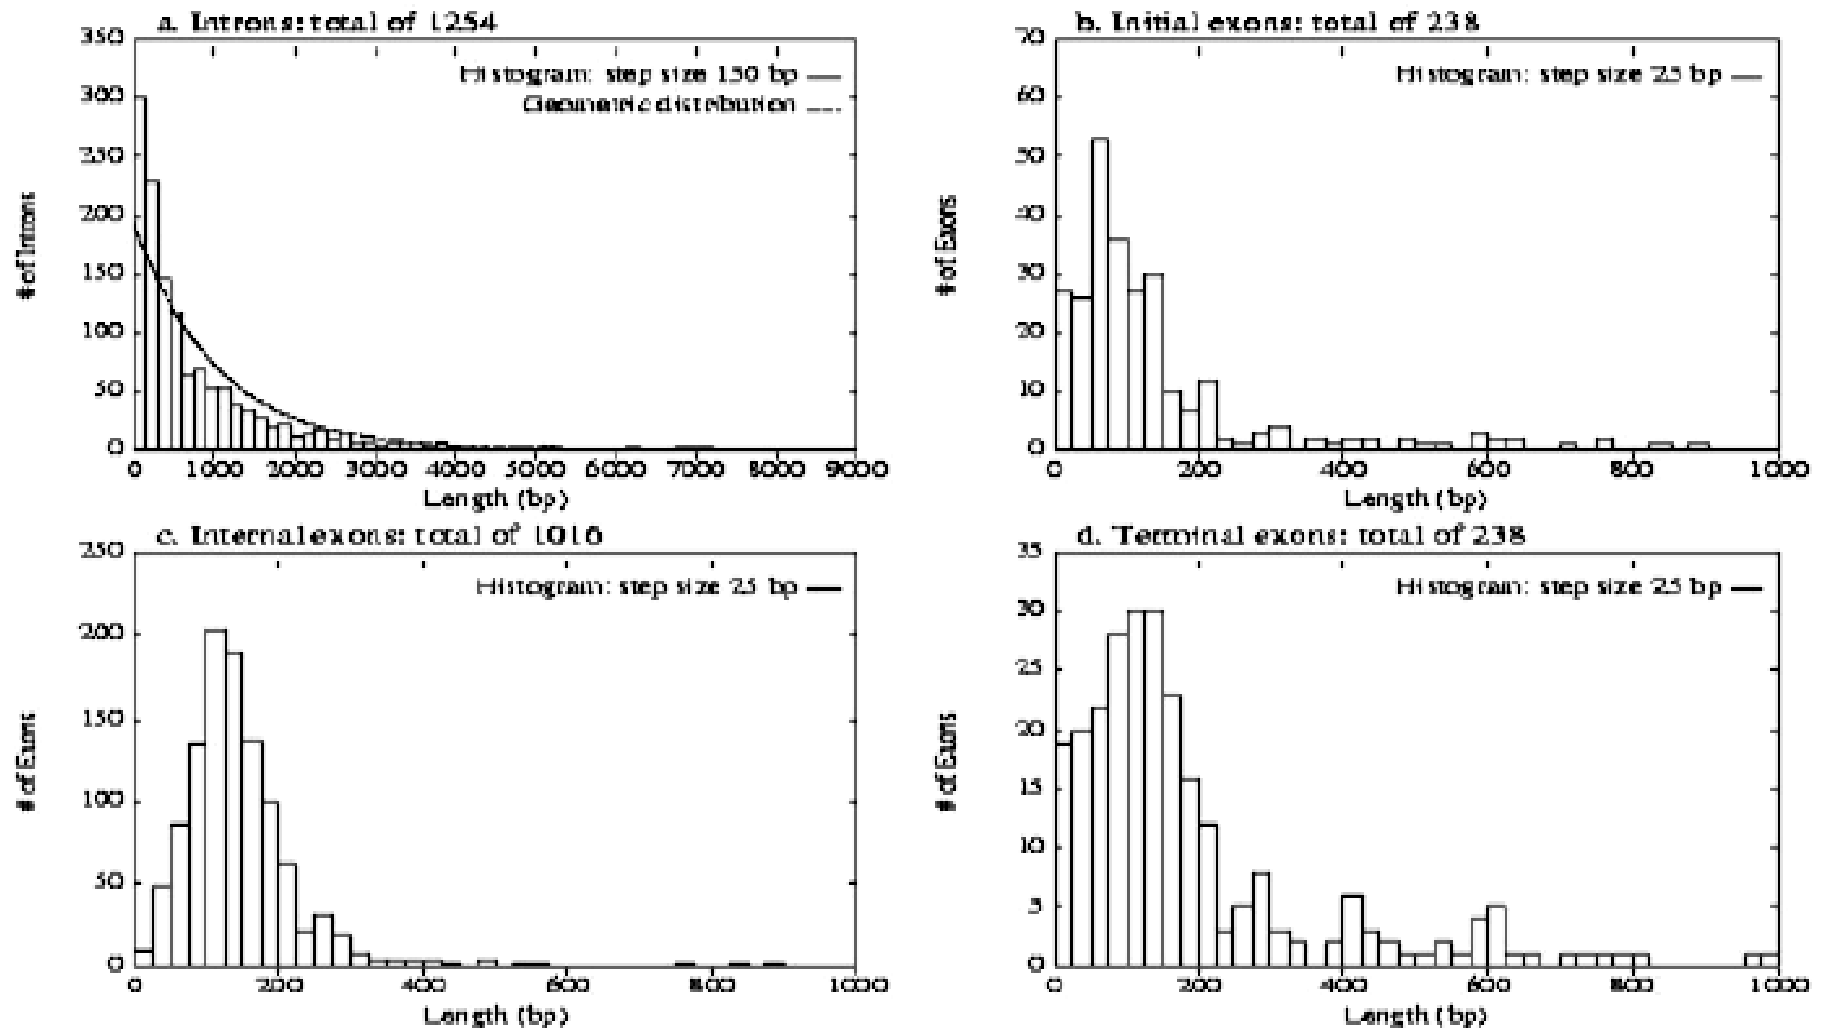 a. Introns: total of 1254
350
300
250
200
150
100
50
0
# of Introns
Histogram: step size 150 bp
Geometric distribution
0 1000 2000 3000 4000 5000 6000 7000 8000 9000
Length (bp)
b. Initial exons: total of 238
70
60
50
40
30
20
10
0
# of Exons
Histogram: step size 25 bp
0 200 400 600 800 1000
Length (bp)
c. Internal exons: total of 1016
250
200
150
100
50
0
# of Exons
Histogram: step size 25 bp
0 200 400 600 800 1000
Length (bp)
d. Terminal exons: total of 238
35
30
25
20
15
10
5
0
# of Exons
Histogram: step size 25 bp
0 200 400 600 800 1000
Length (bp)